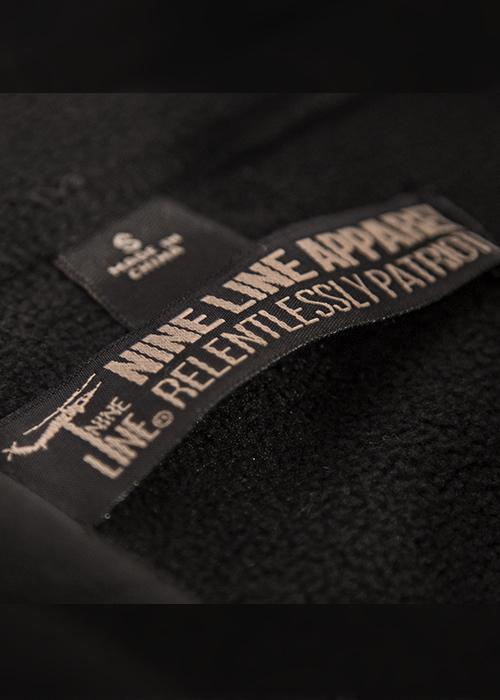 S
MADE IN
CHINA
NINE LINE APPAREL
RELENTLESSLY PATRIOTIC
NINE
LINE®